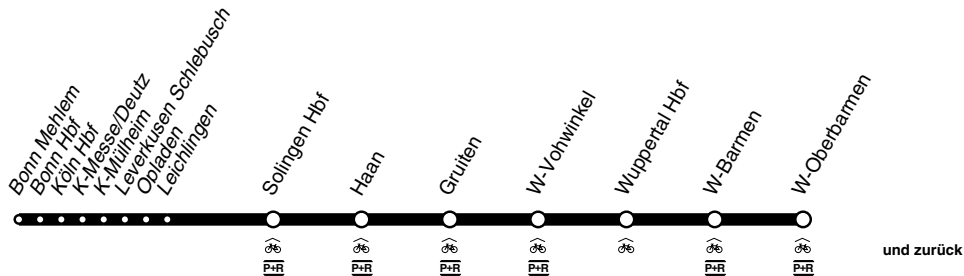 Bonn Mehlem
Bonn Hbf
Köln Hbf
K-Messe/Deutz
K-Mülheim
Leverkusen Schlebusch
Opladen
Leichlingen
Solingen Hbf
Haan
Gruiten
W-Vohwinkel
Wuppertal Hbf
W-Barmen
W-Oberbarmen
P+R
P+R
P+R
P+R
P+R
P+R
und zurück